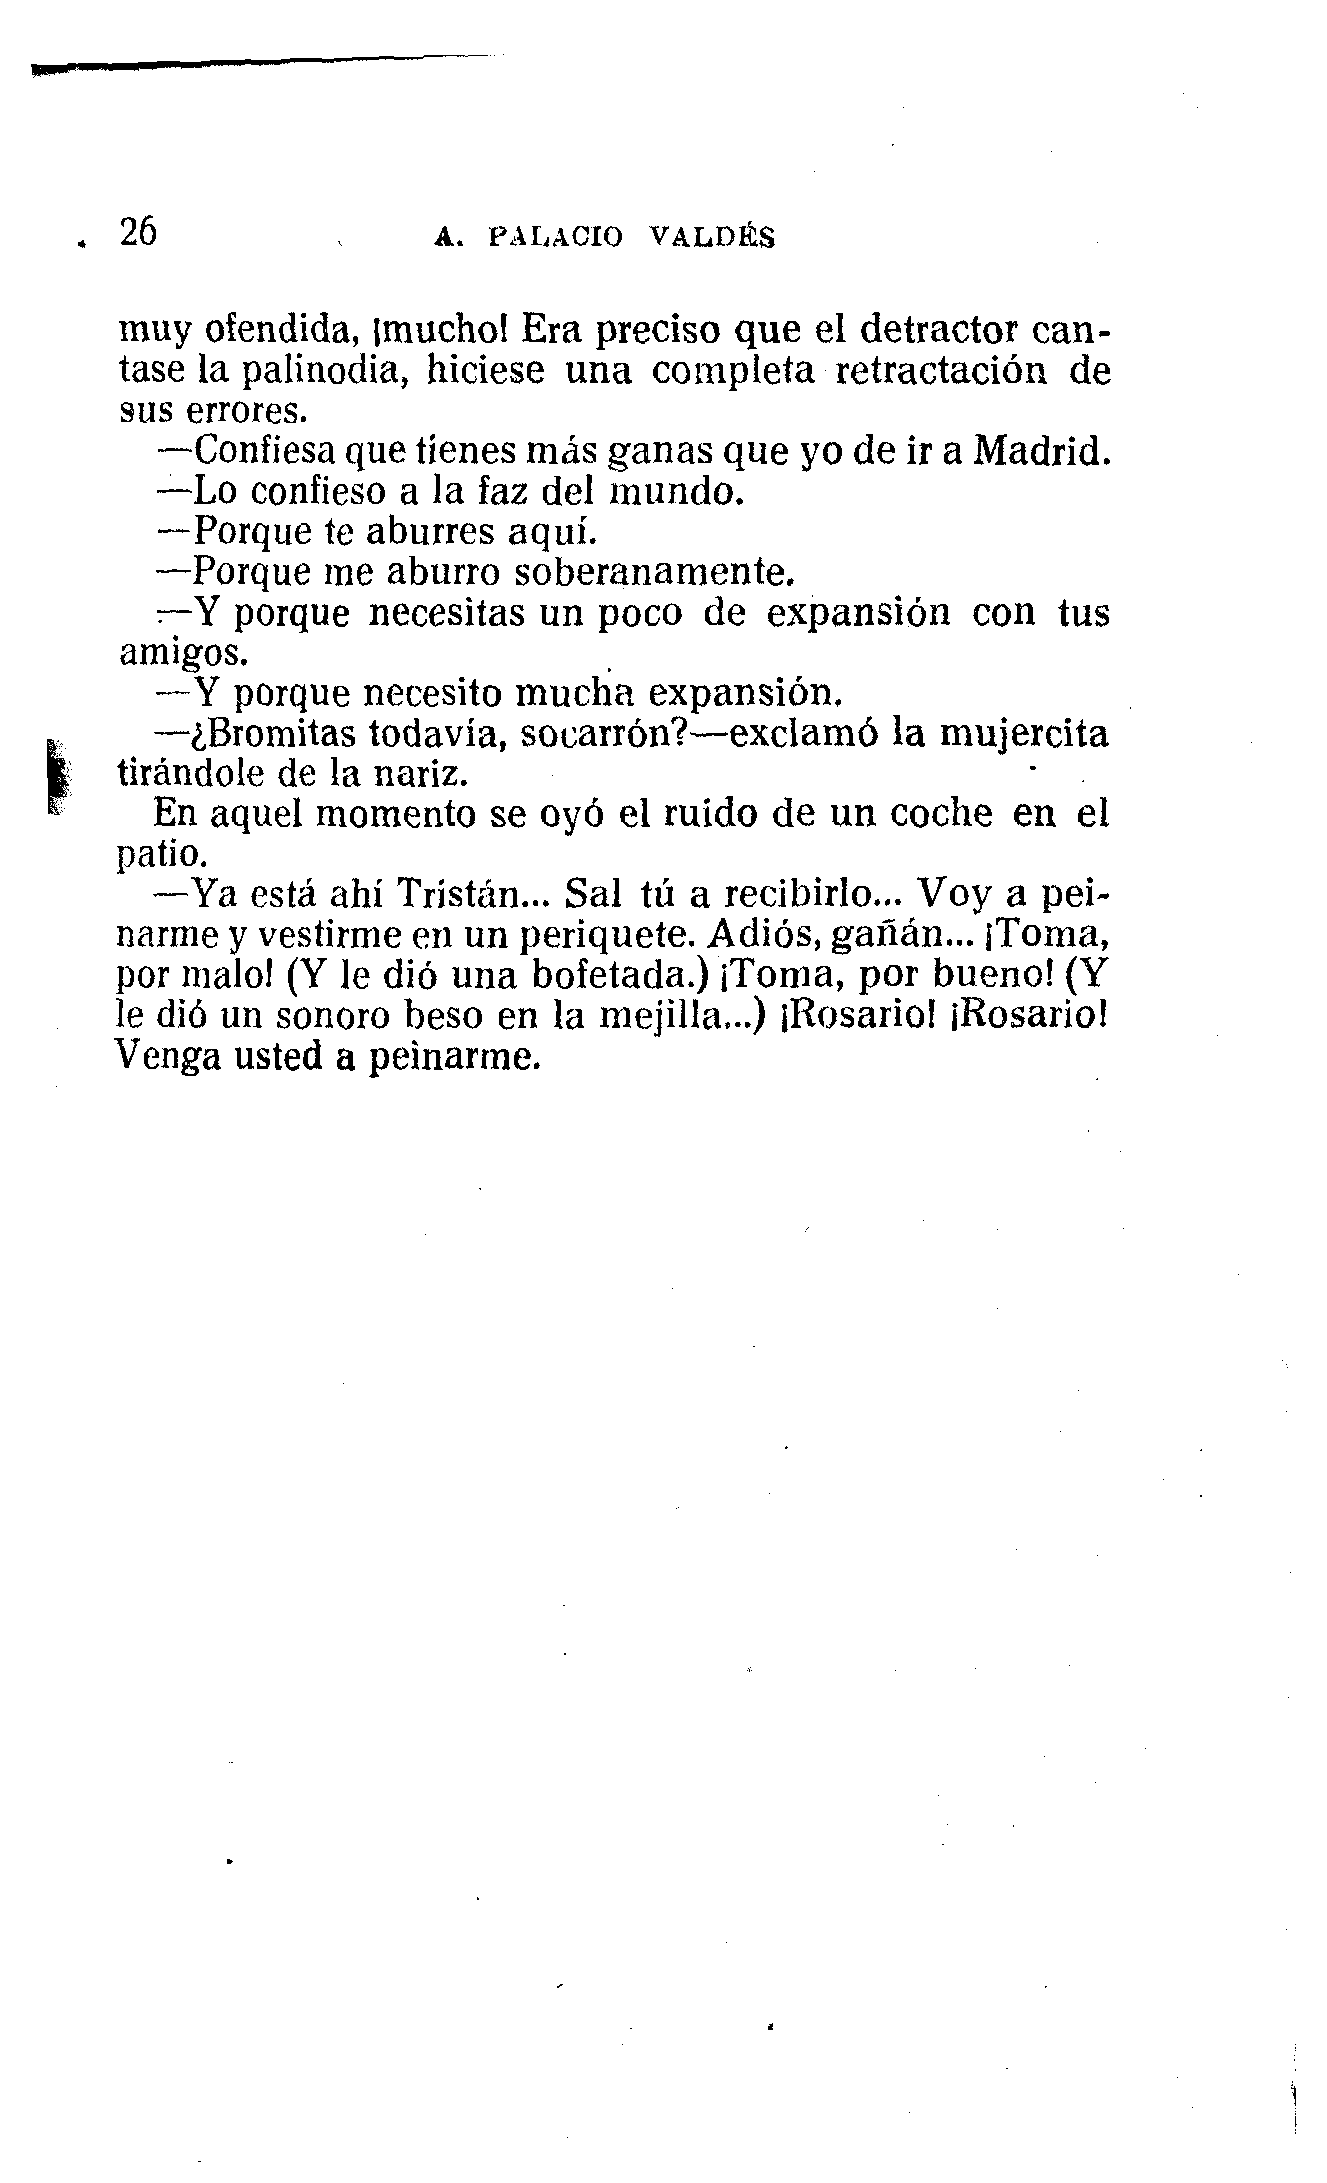 26 A. PALACIO VALDÉS
muy ofendida, ¡mucho! Era preciso que el detractor can-
tase la palinodia, hiciese una completa retractación de
sus errores.
—Confiesa que tienes más ganas que yo de ir a Madrid.
—Lo confieso a la faz del mundo.
—Porque te aburres aquí.
—Porque me aburro soberanamente.
—Y porque necesitas un poco de expansión con tus
amigos.
—Y porque necesito mucha expansión.
—¿Bromitas todavía, socarrón?—exclamó la mujercita
tirándole de la nariz.
En aquel momento se oyó el ruido de un coche en el
patio.
—Ya está ahí Tristán... Sal tú a recibirlo... Voy a pei-
narme y vestirme en un periquete. Adiós, gañán... ¡Toma,
por malo! (Y le dió una bofetada.) ¡Toma, por bueno! (Y
le dió un sonoro beso en la mejilla...) ¡Rosario! ¡Rosario!
Venga usted a peinarme.